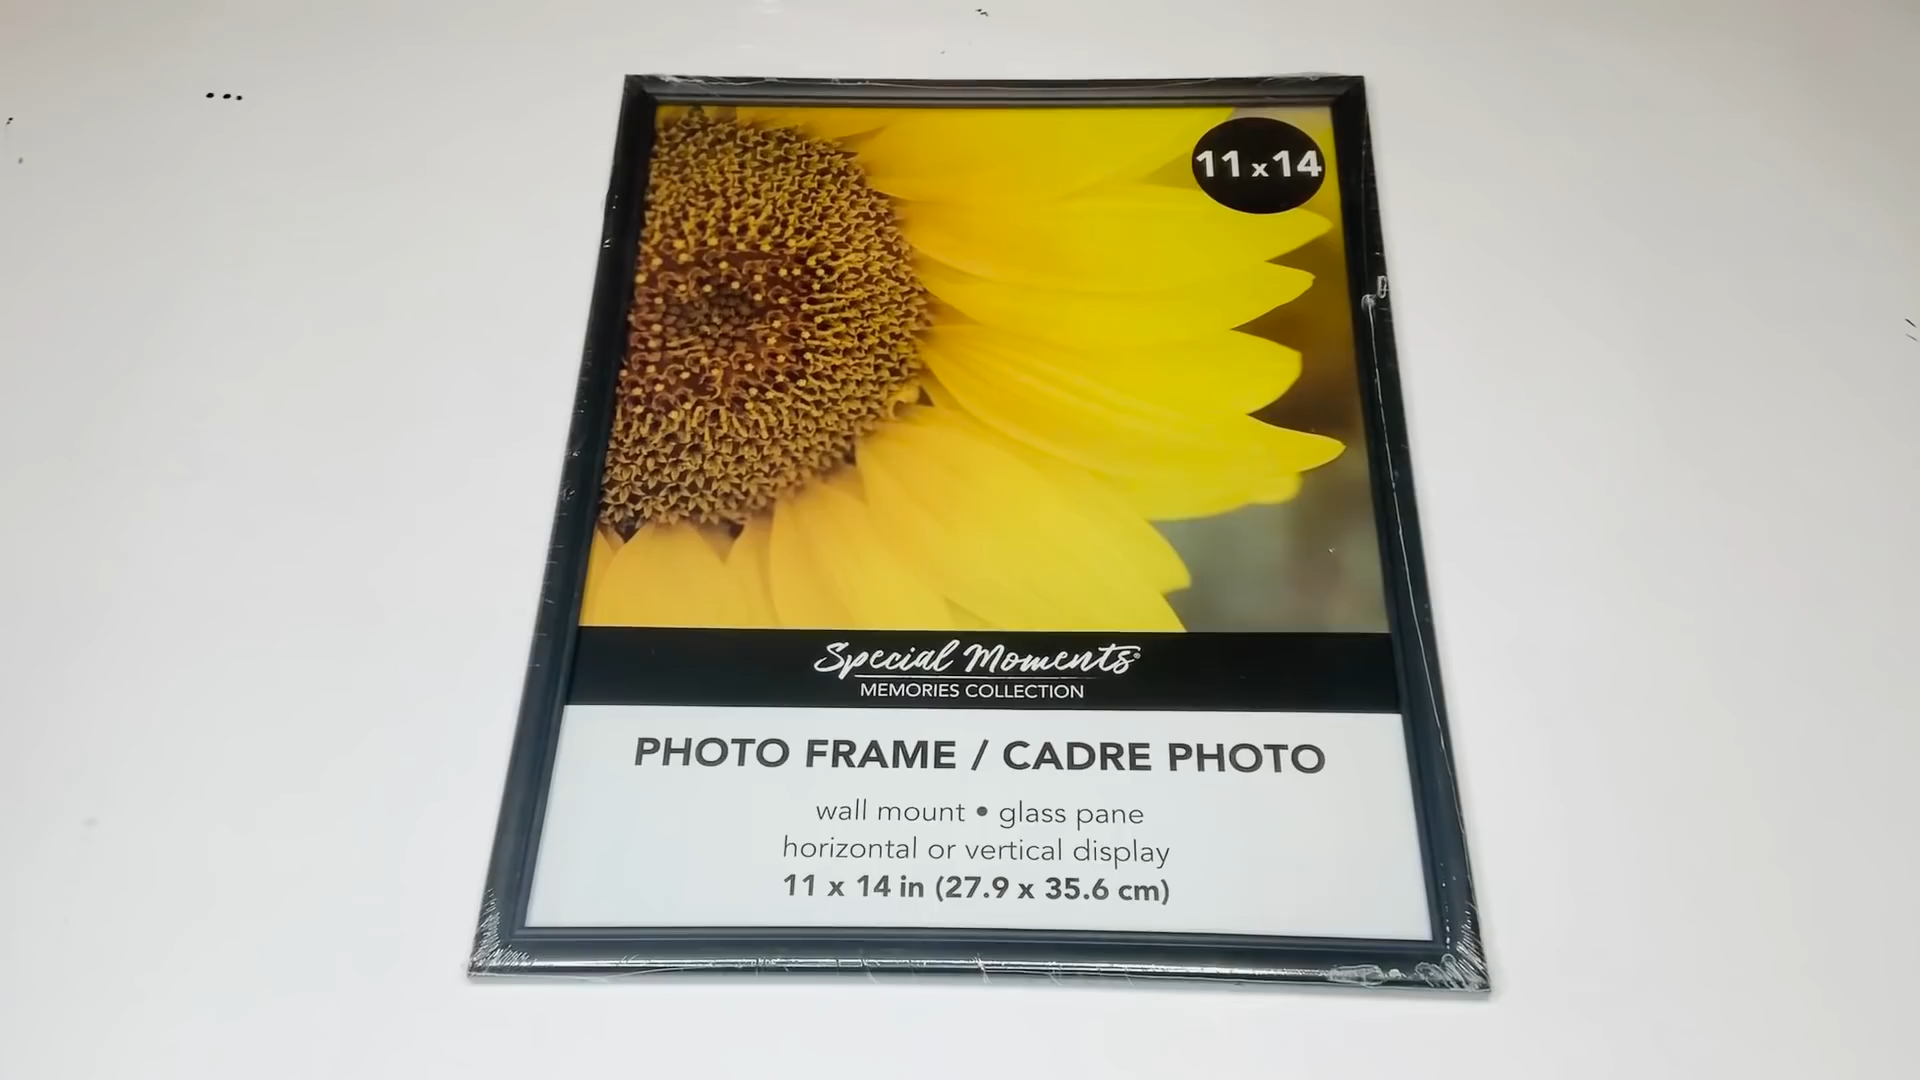 11 x 14
Special Moments®
MEMORIES COLLECTION
PHOTO FRAME / CADRE PHOTO
wall mount • glass pane
horizontal or vertical display
11 x 14 in (27.9 x 35.6 cm)